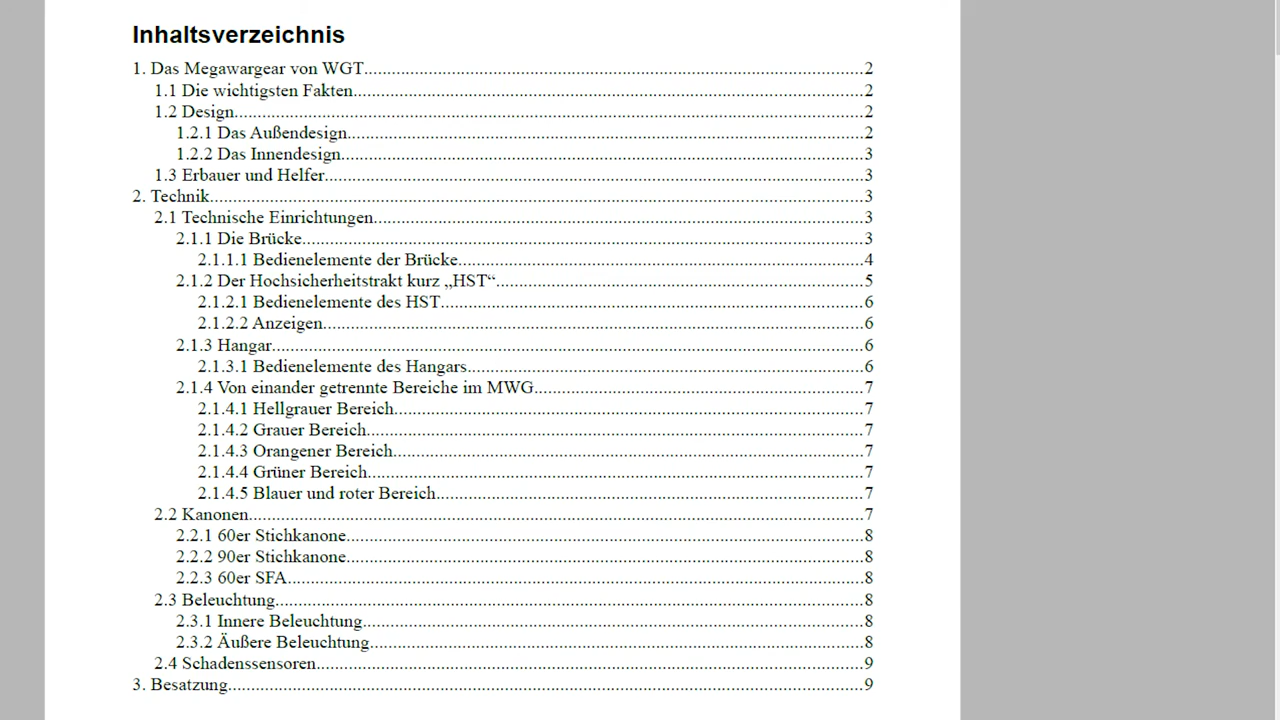 Inhaltsverzeichnis
1. Das Megawargear von WGT.....2
1.1 Die wichtigsten Fakten.....2
1.2 Design.....2
1.2.1 Das Außendesign.....2
1.2.2 Das Innendesign.....3
1.3 Erbauer und Helfer.....3
2. Technik.....3
2.1 Technische Einrichtungen.....3
2.1.1 Die Brücke.....3
2.1.1.1 Bedienelemente der Brücke.....4
2.1.2 Der Hochsicherheitstrakt kurz „HST“.....5
2.1.2.1 Bedienelemente des HST.....6
2.1.2.2 Anzeigen.....6
2.1.3 Hangar.....6
2.1.3.1 Bedienelemente des Hangars.....6
2.1.4 Von einander getrennte Bereiche im MWG.....7
2.1.4.1 Hellgrauer Bereich.....7
2.1.4.2 Grauer Bereich.....7
2.1.4.3 Orangener Bereich.....7
2.1.4.4 Grüner Bereich.....7
2.1.4.5 Blauer und roter Bereich.....7
2.2 Kanonen.....7
2.2.1 60er Stichkanone.....8
2.2.2 90er Stichkanone.....8
2.2.3 60er SFA.....8
2.3 Beleuchtung.....8
2.3.1 Innere Beleuchtung.....8
2.3.2 Äußere Beleuchtung.....8
2.4 Schadenssensoren.....9
3. Besatzung.....9